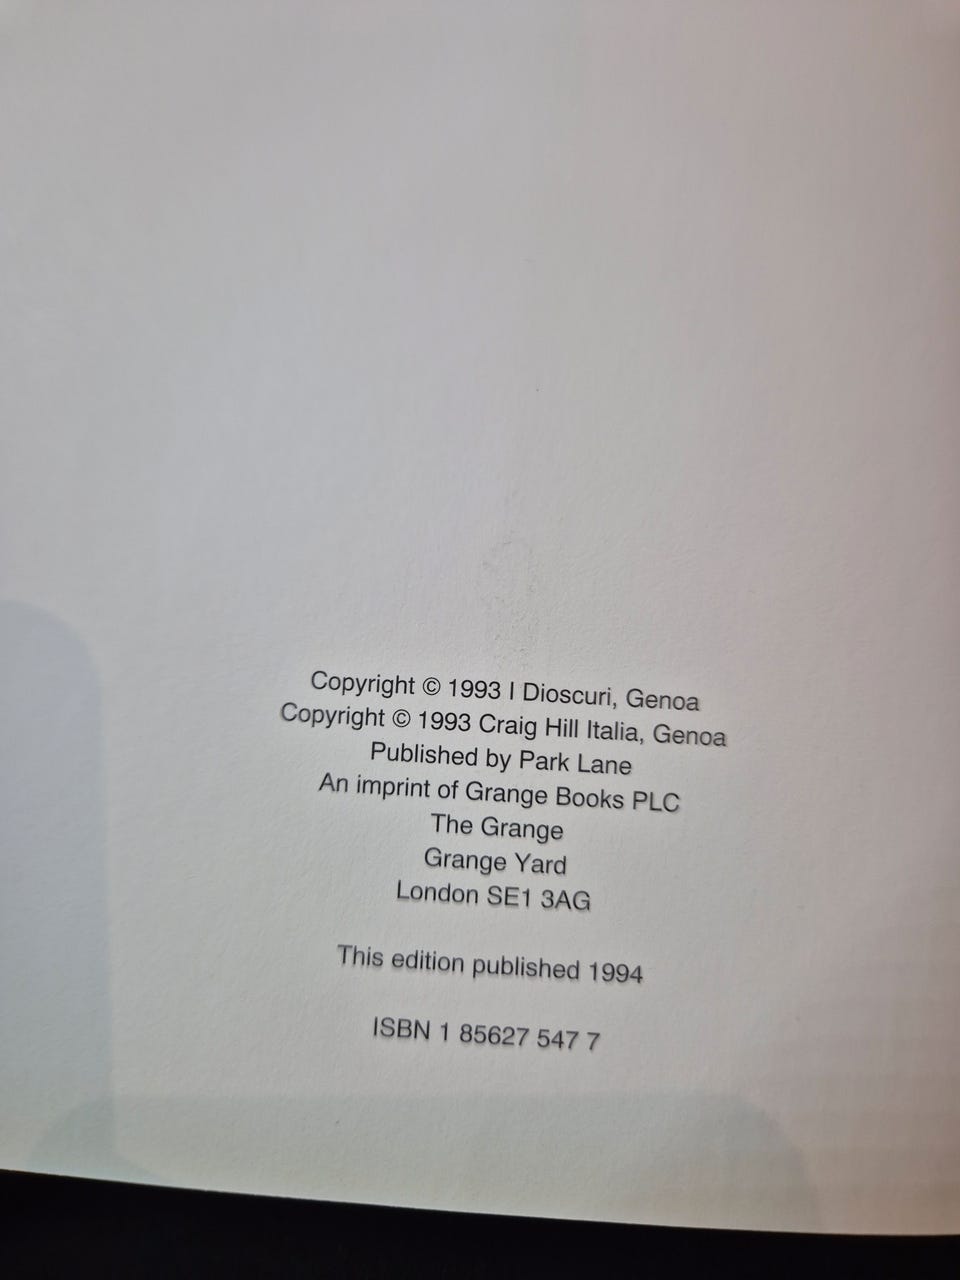 Copyright © 1993 I Dioscuri, Genoa
Copyright © 1993 Craig Hill Italia, Genoa
Published by Park Lane
An imprint of Grange Books PLC
The Grange
Grange Yard
London SE1 3AG
This edition published 1994
ISBN 1 85627 547 7